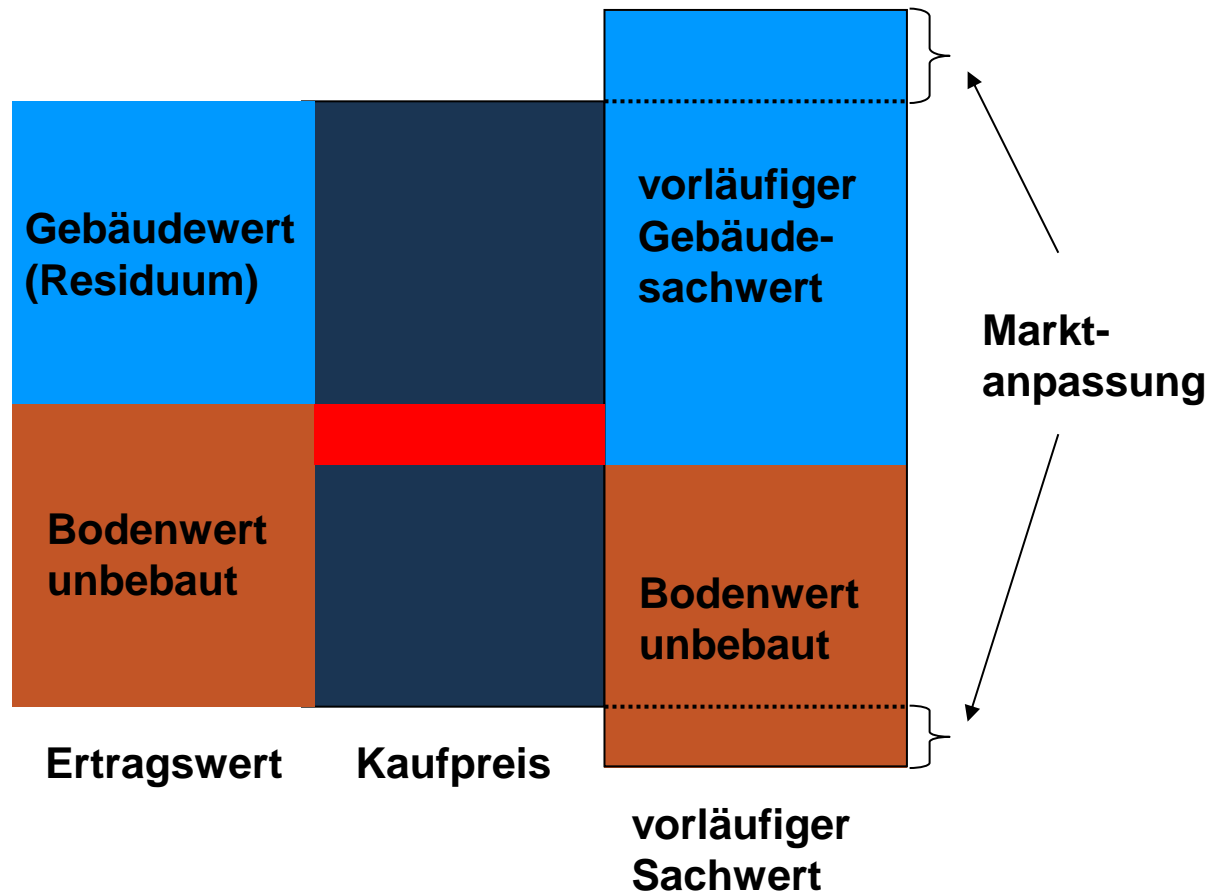 Gebäudewert
(Residuum)
Bodenwert
unbebaut
vorläufiger
Gebäude-
sachwert
Bodenwert
unbebaut
Markt-
anpassung
Ertragswert
Kaufpreis
vorläufiger
Sachwert